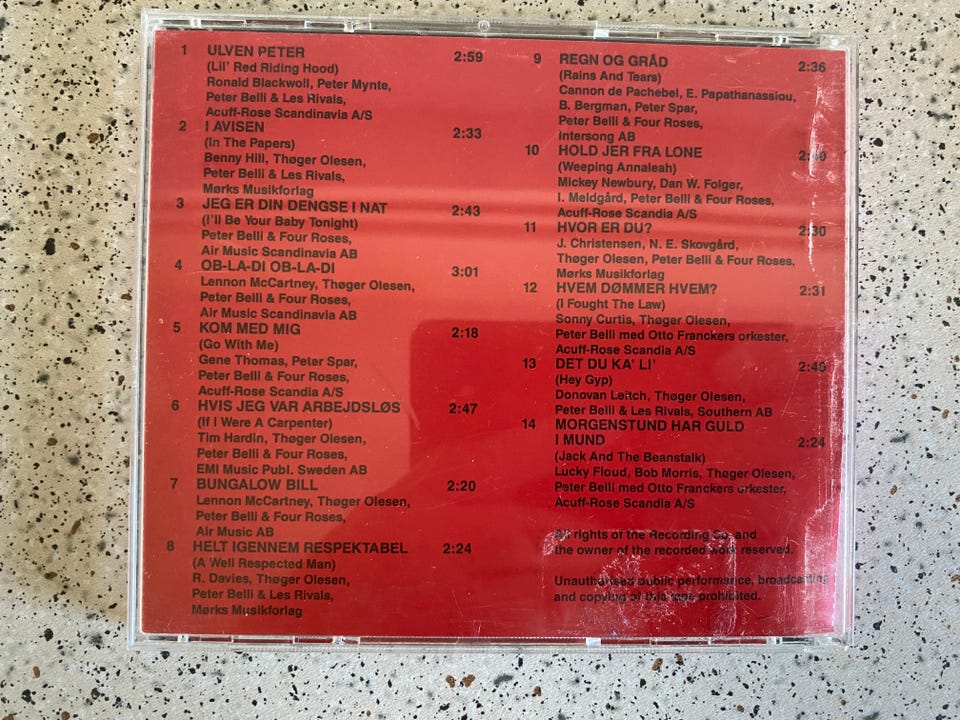 1 ULVEN PETER 2:59
(Lil' Red Riding Hood)
Ronald Blackwoll, Peter Mynte,
Peter Belli & Les Rivals,
Acuff-Rose Scandinavia A/S
2 I AVISEN 2:33
(In The Papers)
Benny Hill, Thøger Olesen,
Peter Belli & Les Rivals,
Mørks Musikforlag
3 JEG ER DIN DENGSE I NAT 2:43
(I'll Be Your Baby Tonight)
Peter Belli & Four Roses,
Air Music Scandinavia AB
4 OB-LA-DI OB-LA-DI 3:01
Lennon McCartney, Thøger Olesen,
Peter Belli & Four Roses,
Air Music Scandinavia AB
5 KOM MED MIG 2:18
(Go With Me)
Gene Thomas, Peter Spar,
Peter Belli & Four Roses,
Acuff-Rose Scandia A/S
6 HVIS JEG VAR ARBEJDSLØS 2:47
(If I Were A Carpenter)
Tim Hardin, Thøger Olesen,
Peter Belli & Four Roses,
EMI Music Publ. Sweden AB
7 BUNGALOW BILL 2:20
Lennon McCartney, Thøger Olesen,
Peter Belli & Four Roses,
Air Music AB
8 HELT IGENNEM RESPEKTABEL 2:24
(A Well Respected Man)
R. Davies, Thøger Olesen,
Peter Belli & Les Rivals,
Mørks Musikforlag
9 REGN OG GRÅD 2:36
(Rains And Tears)
Cannon de Pachebel, E. Papathanassiou,
B. Bergman, Peter Spar,
Peter Belli & Four Roses,
Intersong AB
10 HOLD JER FRA LONE
(Weeping Annaleah)
Mickey Newbury, Dan W. Folger,
I. Meldgård, Peter Belli & Four Roses,
Acuff-Rose Scandia A/S
11 HVOR ER DU? 2:30
J. Christensen, N. E. Skovgård,
Thøger Olesen, Peter Belli & Four Roses,
Mørks Musikforlag
12 HVEM DØMMER HVEM? 2:31
(I Fought The Law)
Sonny Curtis, Thøger Olesen,
Peter Belli med Otto Franckers orkester,
Acuff-Rose Scandia A/S
13 DET DU KA' LI'
(Hey Gyp)
Donovan Leitch, Thøger Olesen,
Peter Belli & Les Rivals, Southern AB
14 MORGENSTUND HAR GULD
I MUND 2:24
(Jack And The Beanstalk)
Lucky Floud, Bob Morris, Thøger Olesen,
Peter Belli med Otto Franckers orkester,
Acuff-Rose Scandia A/S
All rights of the Recording Co. and
the owner of the recorded work reserved.
Unauthorised public performance, broadcasting
and copying of this tape prohibited.